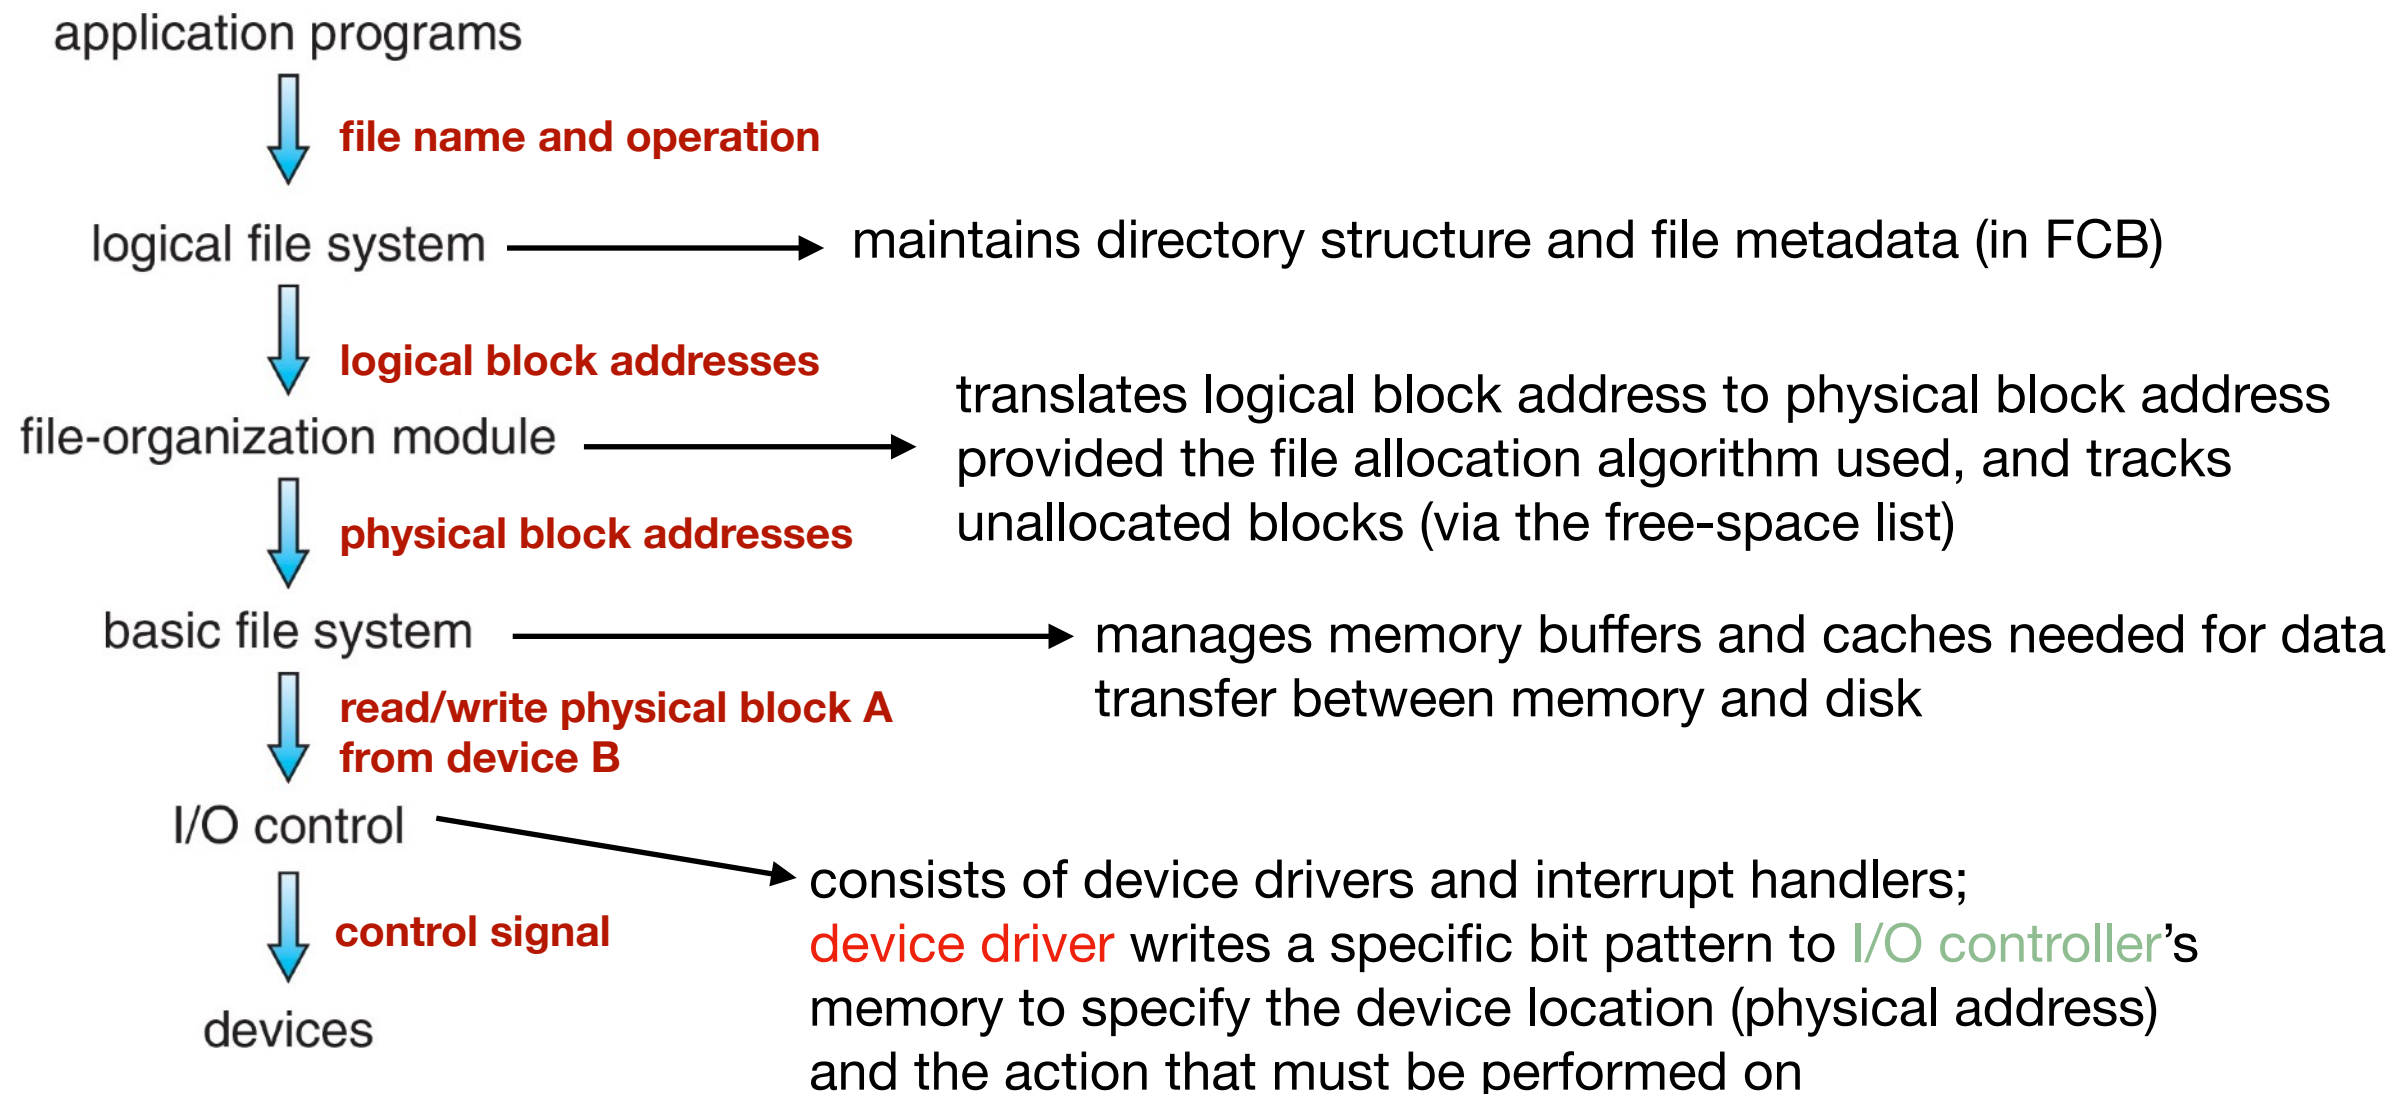 application programs
file name and operation
logical file system
maintains directory structure and file metadata (in FCB)
logical block addresses
file-organization module
translates logical block address to physical block address
provided the file allocation algorithm used, and tracks
unallocated blocks (via the free-space list)
physical block addresses
basic file system
manages memory buffers and caches needed for data
transfer between memory and disk
read/write physical block A
from device B
I/O control
consists of device drivers and interrupt handlers;
device driver writes a specific bit pattern to I/O controller’s
memory to specify the device location (physical address)
and the action that must be performed on
control signal
devices